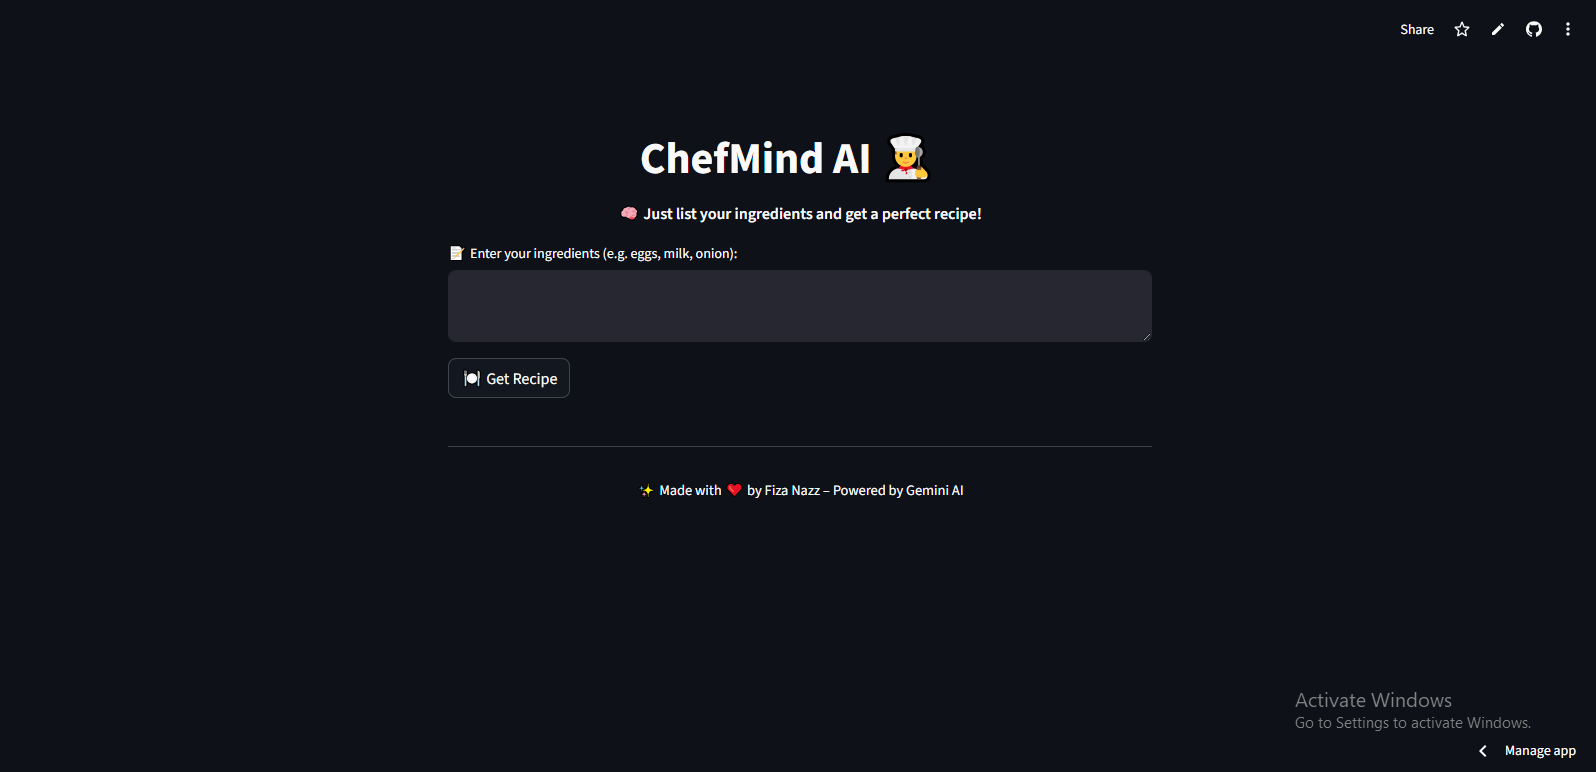 Share
ChefMind AI 👨‍🍳
🧠 Just list your ingredients and get a perfect recipe!
📝 Enter your ingredients (e.g. eggs, milk, onion):
🍽️ Get Recipe
✨ Made with ❤️ by Fiza Nazz – Powered by Gemini AI
Activate Windows
Go to Settings to activate Windows.
Manage app